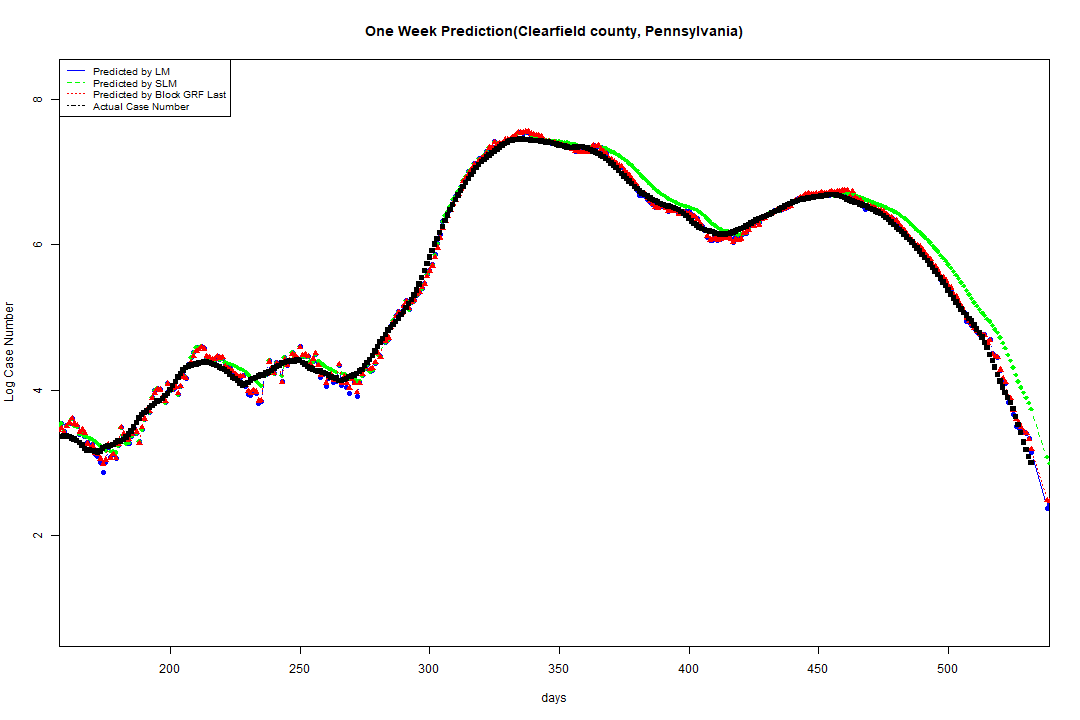 One Week Prediction(Clearfield county, Pennsylvania)
Predicted by LM
Predicted by SLM
Predicted by Block GRF Last
Actual Case Number
8
6
4
2
Log Case Number
200 250 300 350 400 450 500
days